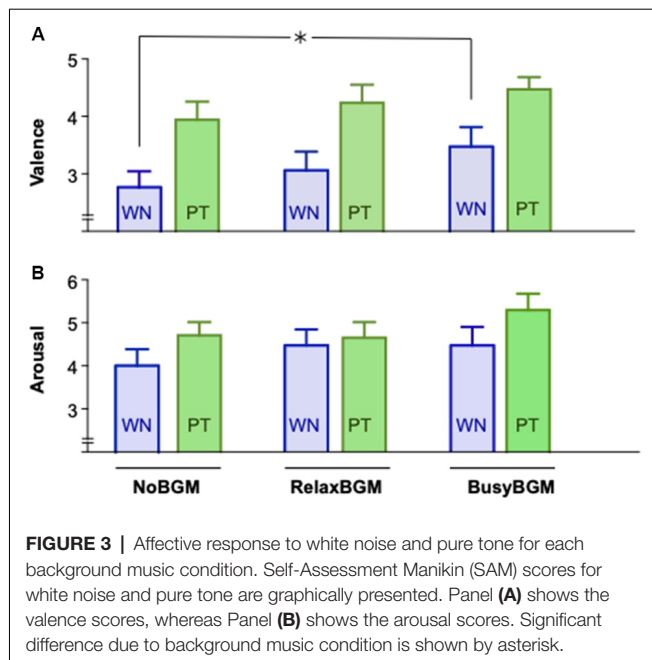 A
*
5
4
3
Valence
WN PT WN PT WN PT
B
6
5
4
3
Arousal
WN PT WN PT WN PT
NoBGM RelaxBGM BusyBGM
FIGURE 3 | Affective response to white noise and pure tone for each
background music condition. Self-Assessment Manikin (SAM) scores for
white noise and pure tone are graphically presented. Panel (A) shows the
valence scores, whereas Panel (B) shows the arousal scores. Significant
difference due to background music condition is shown by asterisk.